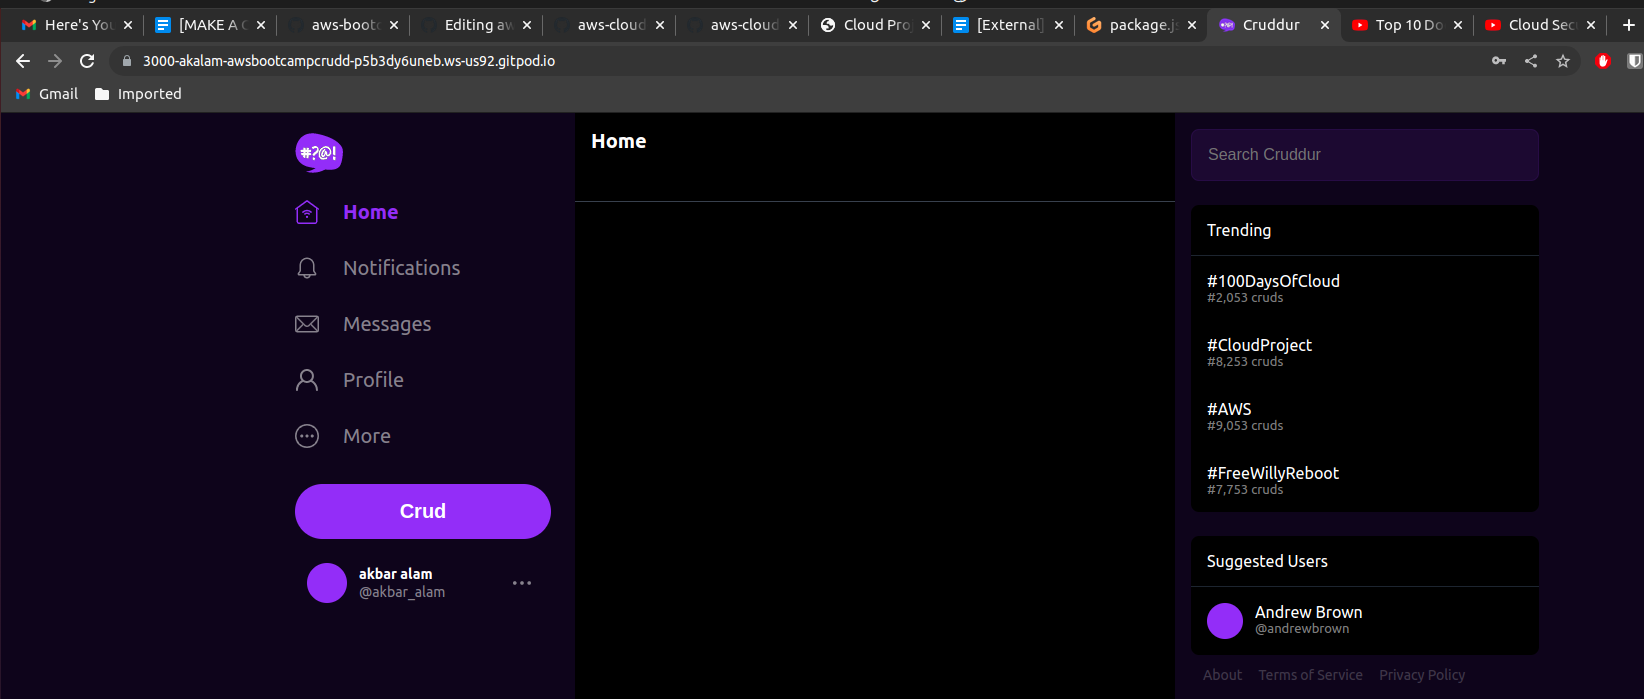 Here's You
[MAKE A C
aws-bootc
Editing aw
aws-cloud
aws-cloud
Cloud Proj
[External]
package.js
Cruddur
Top 10 Do
Cloud Sec
3000-akalam-awsbootcampcrudd-p5b3dy6uneb.ws-us92.gitpod.io
Gmail
Imported
#?@!
Home
Notifications
Messages
Profile
More
Crud
akbar alam
@akbar_alam
Home
Search Cruddur
Trending
#100DaysOfCloud
#2,053 cruds
#CloudProject
#8,253 cruds
#AWS
#9,053 cruds
#FreeWillyReboot
#7,753 cruds
Suggested Users
Andrew Brown
@andrewbrown
About Terms of Service Privacy Policy